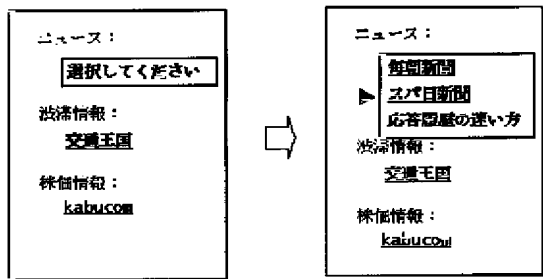 ニュース：
選択してください
渋滞情報：
交通王国
株価情報：
kabucom
ニュース：
毎朝新聞
スパ日新聞
応答履歴の速い方
渋滞情報：
交通王国
株価情報：
kabucom